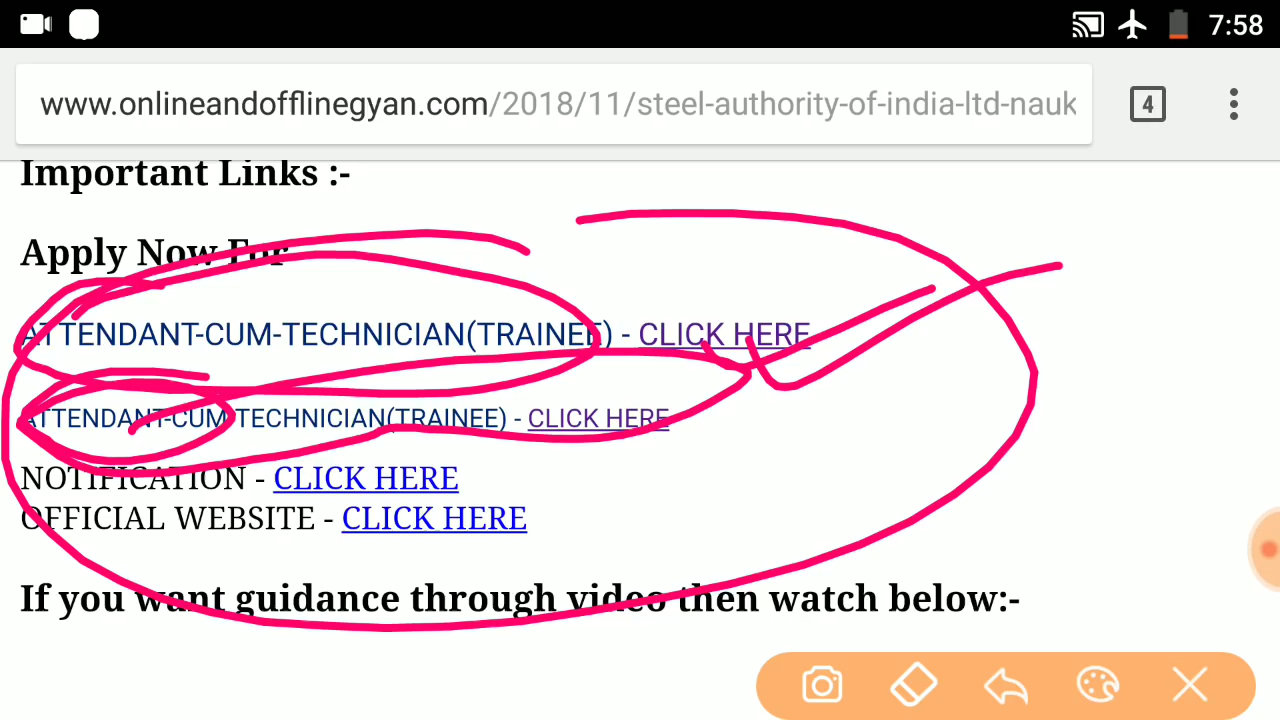 7:58
www.onlineandofflinegyan.com/2018/11/steel-authority-of-india-ltd-nauk
4
Important Links :-
Apply Now For
ATTENDANT-CUM-TECHNICIAN(TRAINEE) - CLICK HERE
ATTENDANT-CUM-TECHNICIAN(TRAINEE) - CLICK HERE
NOTIFICATION - CLICK HERE
OFFICIAL WEBSITE - CLICK HERE
If you want guidance through video then watch below:-